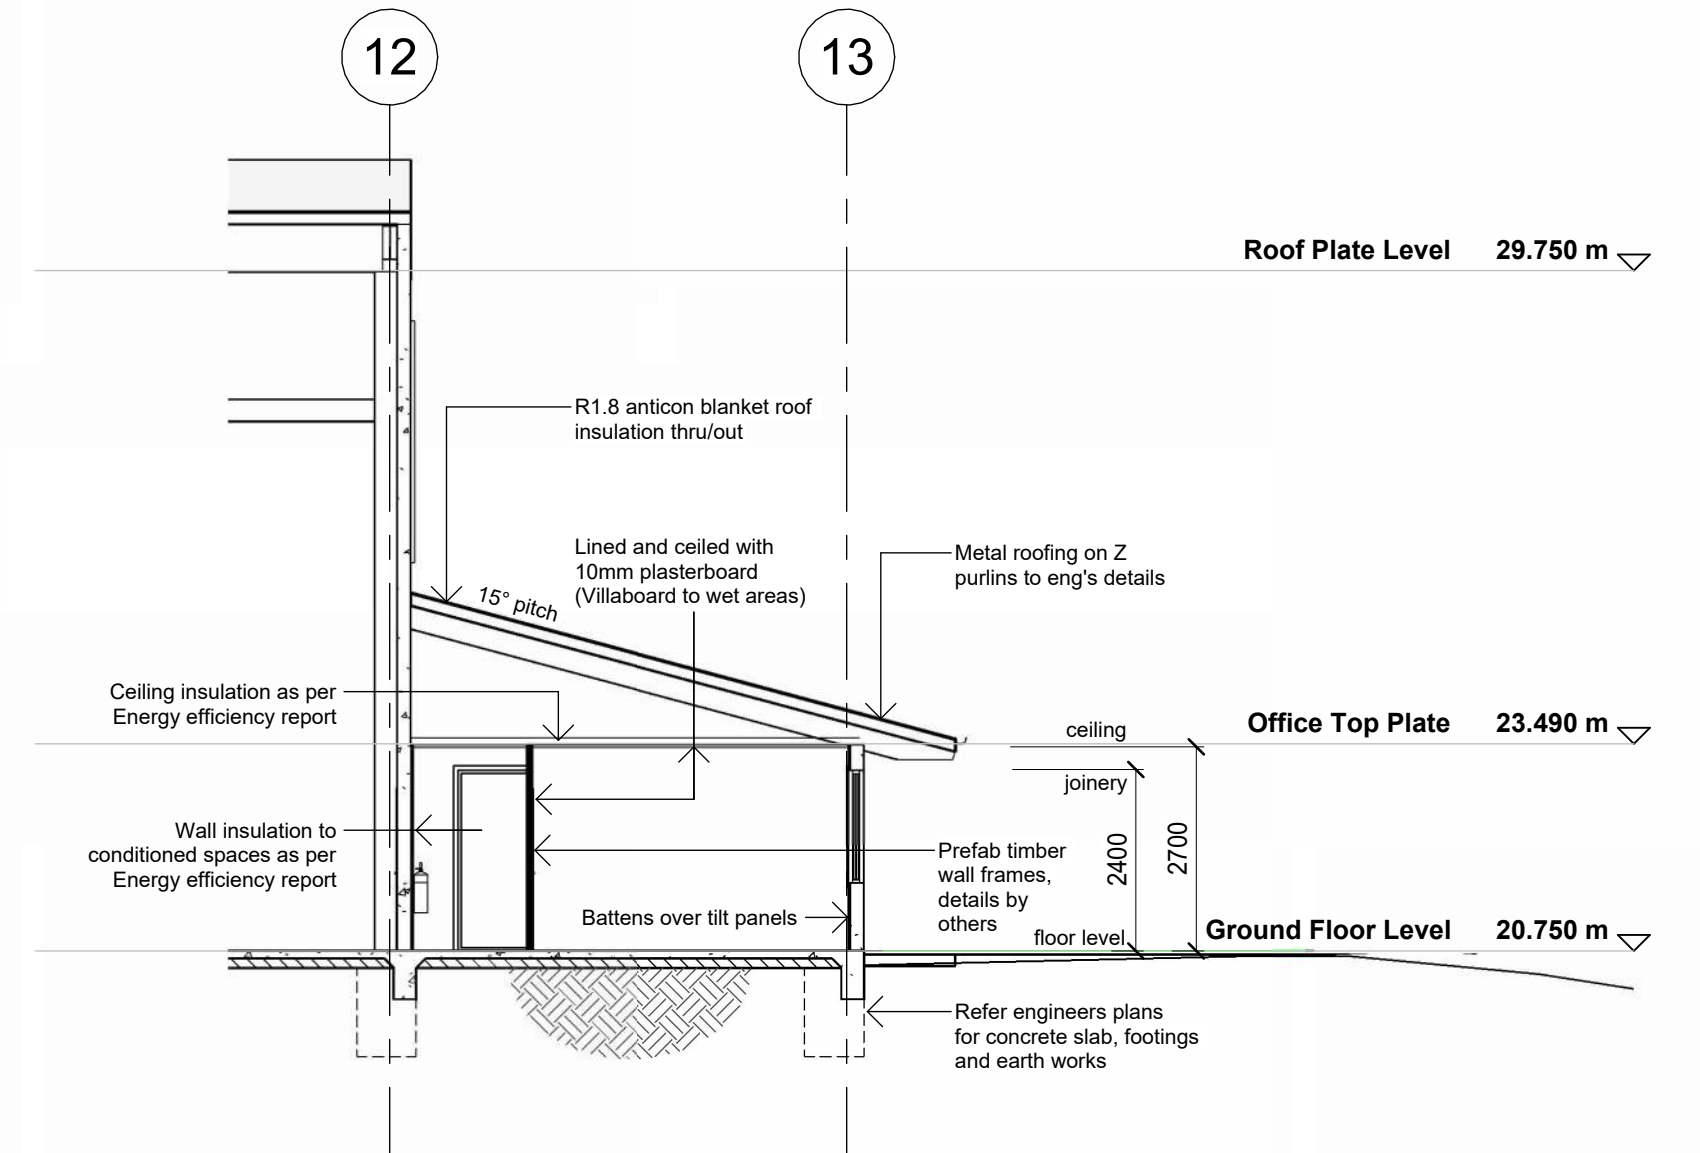 12
13
Roof Plate Level 29.750 m
R1.8 anticon blanket roof
insulation thru/out
Lined and ceiled with
10mm plasterboard
(Villaboard to wet areas)
15° pitch
Metal roofing on Z
purlins to eng's details
Ceiling insulation as per
Energy efficiency report
Office Top Plate 23.490 m
ceiling
joinery
Wall insulation to
conditioned spaces as per
Energy efficiency report
2400
2700
Prefab timber
wall frames,
details by
others
Battens over tilt panels
floor level
Ground Floor Level 20.750 m
Refer engineers plans
for concrete slab, footings
and earth works